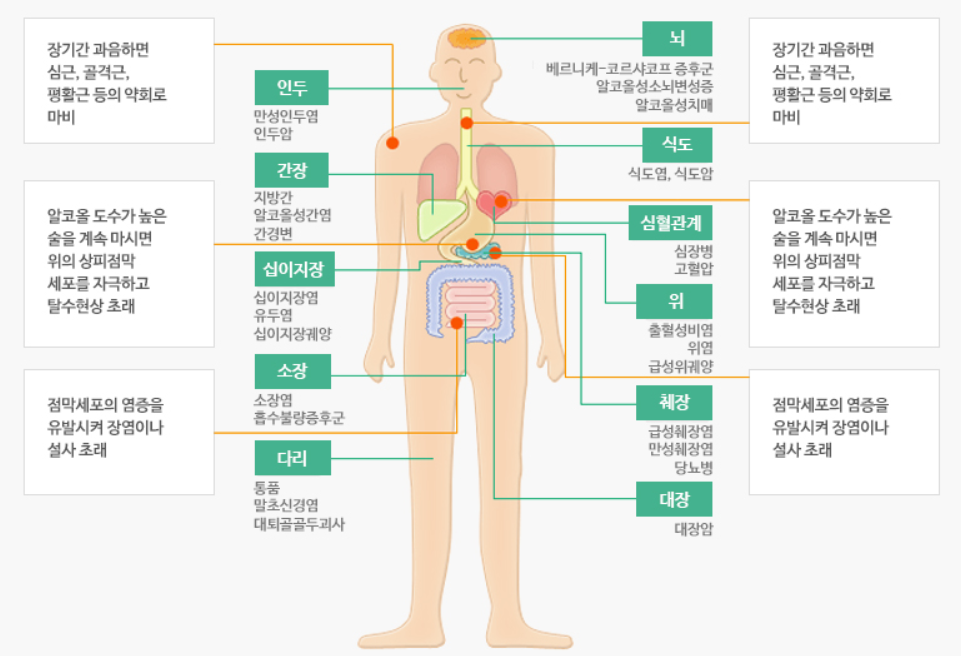 장기간 과음하면
심근, 골격근,
평활근 등의 약회로
마비
알코올 도수가 높은
술을 계속 마시면
위의 상피점막
세포를 자극하고
탈수현상 초래
점막세포의 염증을
유발시켜 장염이나
설사 초래
인두
만성인두염
인두암
간장
지방간
알코올성간염
간경변
십이지장
십이지장염
유두염
십이지장궤양
소장
소장염
흡수불량증후군
다리
통풍
말초신경염
대퇴골골두괴사
뇌
베르니케-코르샤코프 증후군
알코올성소뇌변성증
알코올성치매
식도
식도염, 식도암
심혈관계
심장병
고혈압
위
출혈성비염
위염
급성위궤양
췌장
급성췌장염
만성췌장염
당뇨병
대장
대장암
장기간 과음하면
심근, 골격근,
평활근 등의 약회로
마비
알코올 도수가 높은
술을 계속 마시면
위의 상피점막
세포를 자극하고
탈수현상 초래
점막세포의 염증을
유발시켜 장염이나
설사 초래